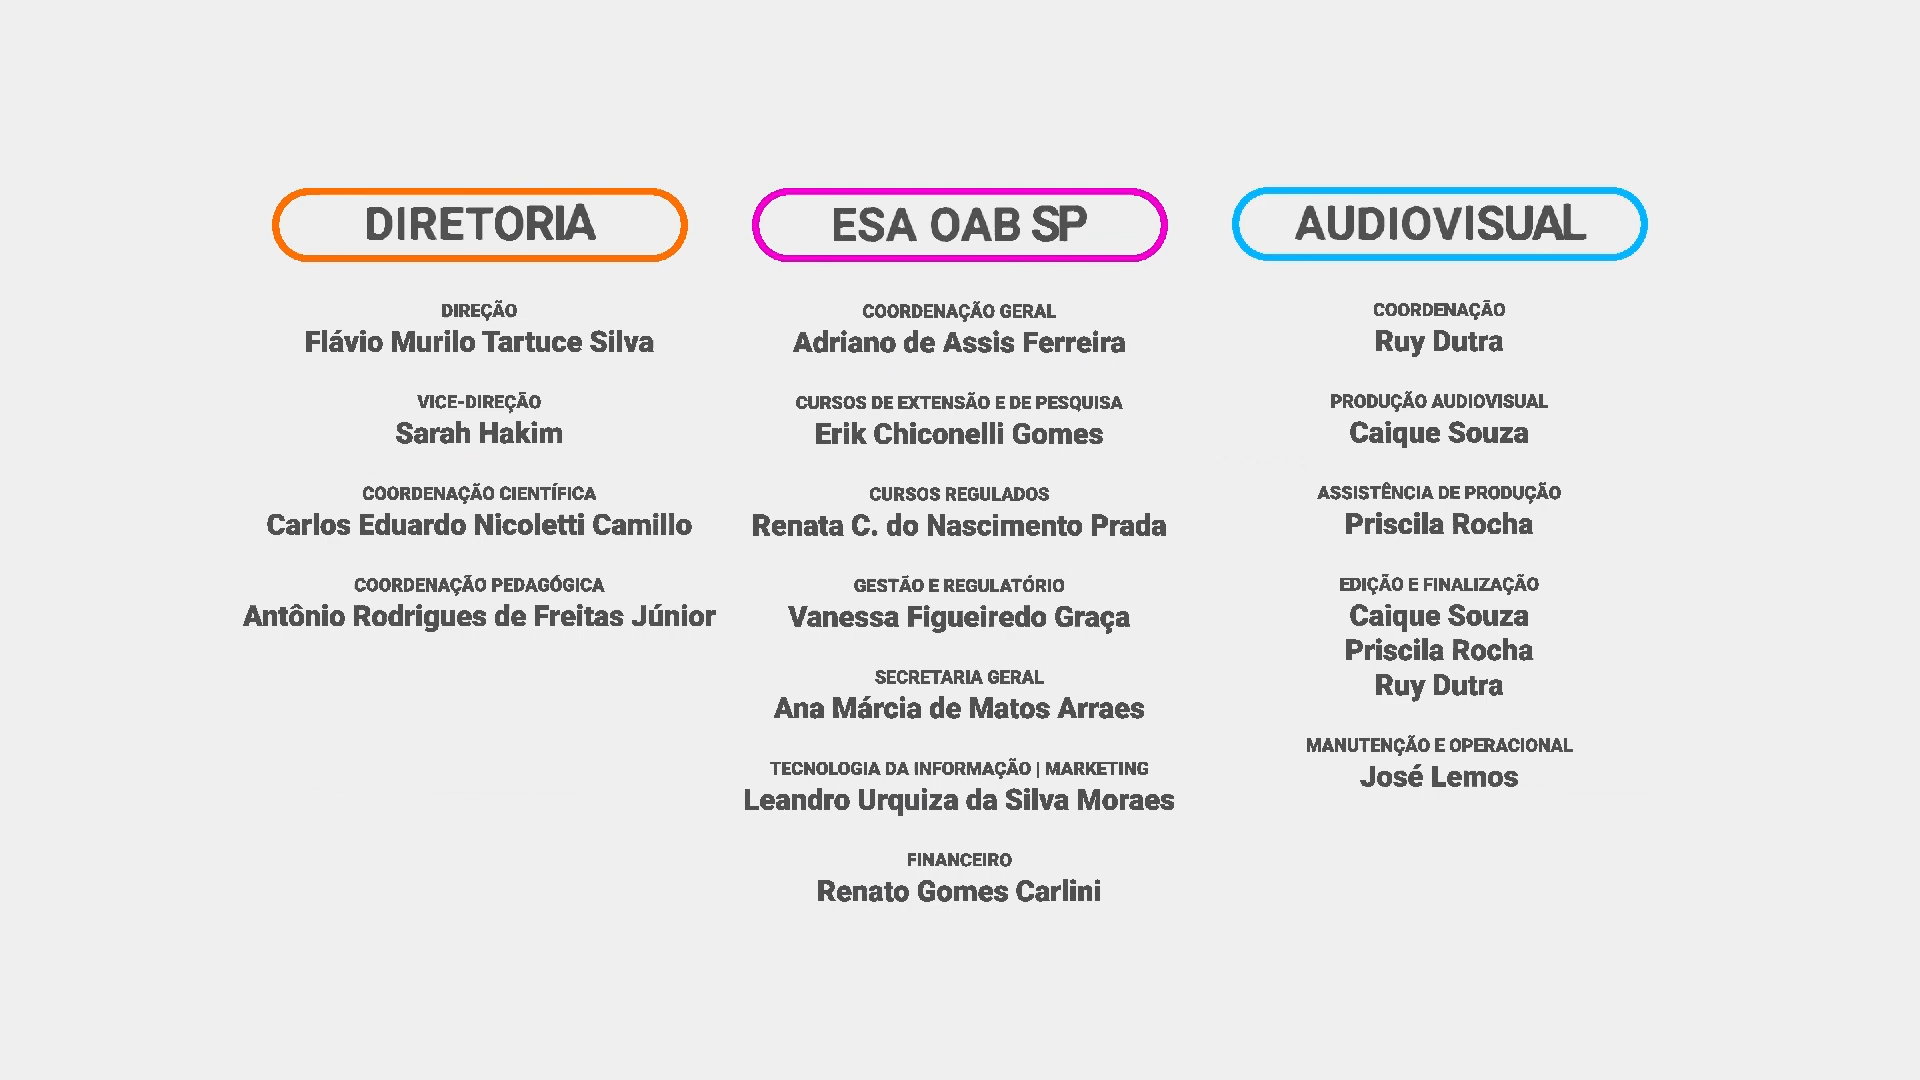 DIRETORIA
DIREÇÃO
Flávio Murilo Tartuce Silva
VICE-DIREÇÃO
Sarah Hakim
COORDENAÇÃO CIENTÍFICA
Carlos Eduardo Nicoletti Camillo
COORDENAÇÃO PEDAGÓGICA
Antônio Rodrigues de Freitas Júnior
ESA OAB SP
COORDENAÇÃO GERAL
Adriano de Assis Ferreira
CURSOS DE EXTENSÃO E DE PESQUISA
Erik Chiconelli Gomes
CURSOS REGULADOS
Renata C. do Nascimento Prada
GESTÃO E REGULATÓRIO
Vanessa Figueiredo Graça
SECRETARIA GERAL
Ana Márcia de Matos Arraes
TECNOLOGIA DA INFORMAÇÃO | MARKETING
Leandro Urquiza da Silva Moraes
FINANCEIRO
Renato Gomes Carlini
AUDIOVISUAL
COORDENAÇÃO
Ruy Dutra
PRODUÇÃO AUDIOVISUAL
Caique Souza
ASSISTÊNCIA DE PRODUÇÃO
Priscila Rocha
EDIÇÃO E FINALIZAÇÃO
Caique Souza
Priscila Rocha
Ruy Dutra
MANUTENÇÃO E OPERACIONAL
José Lemos